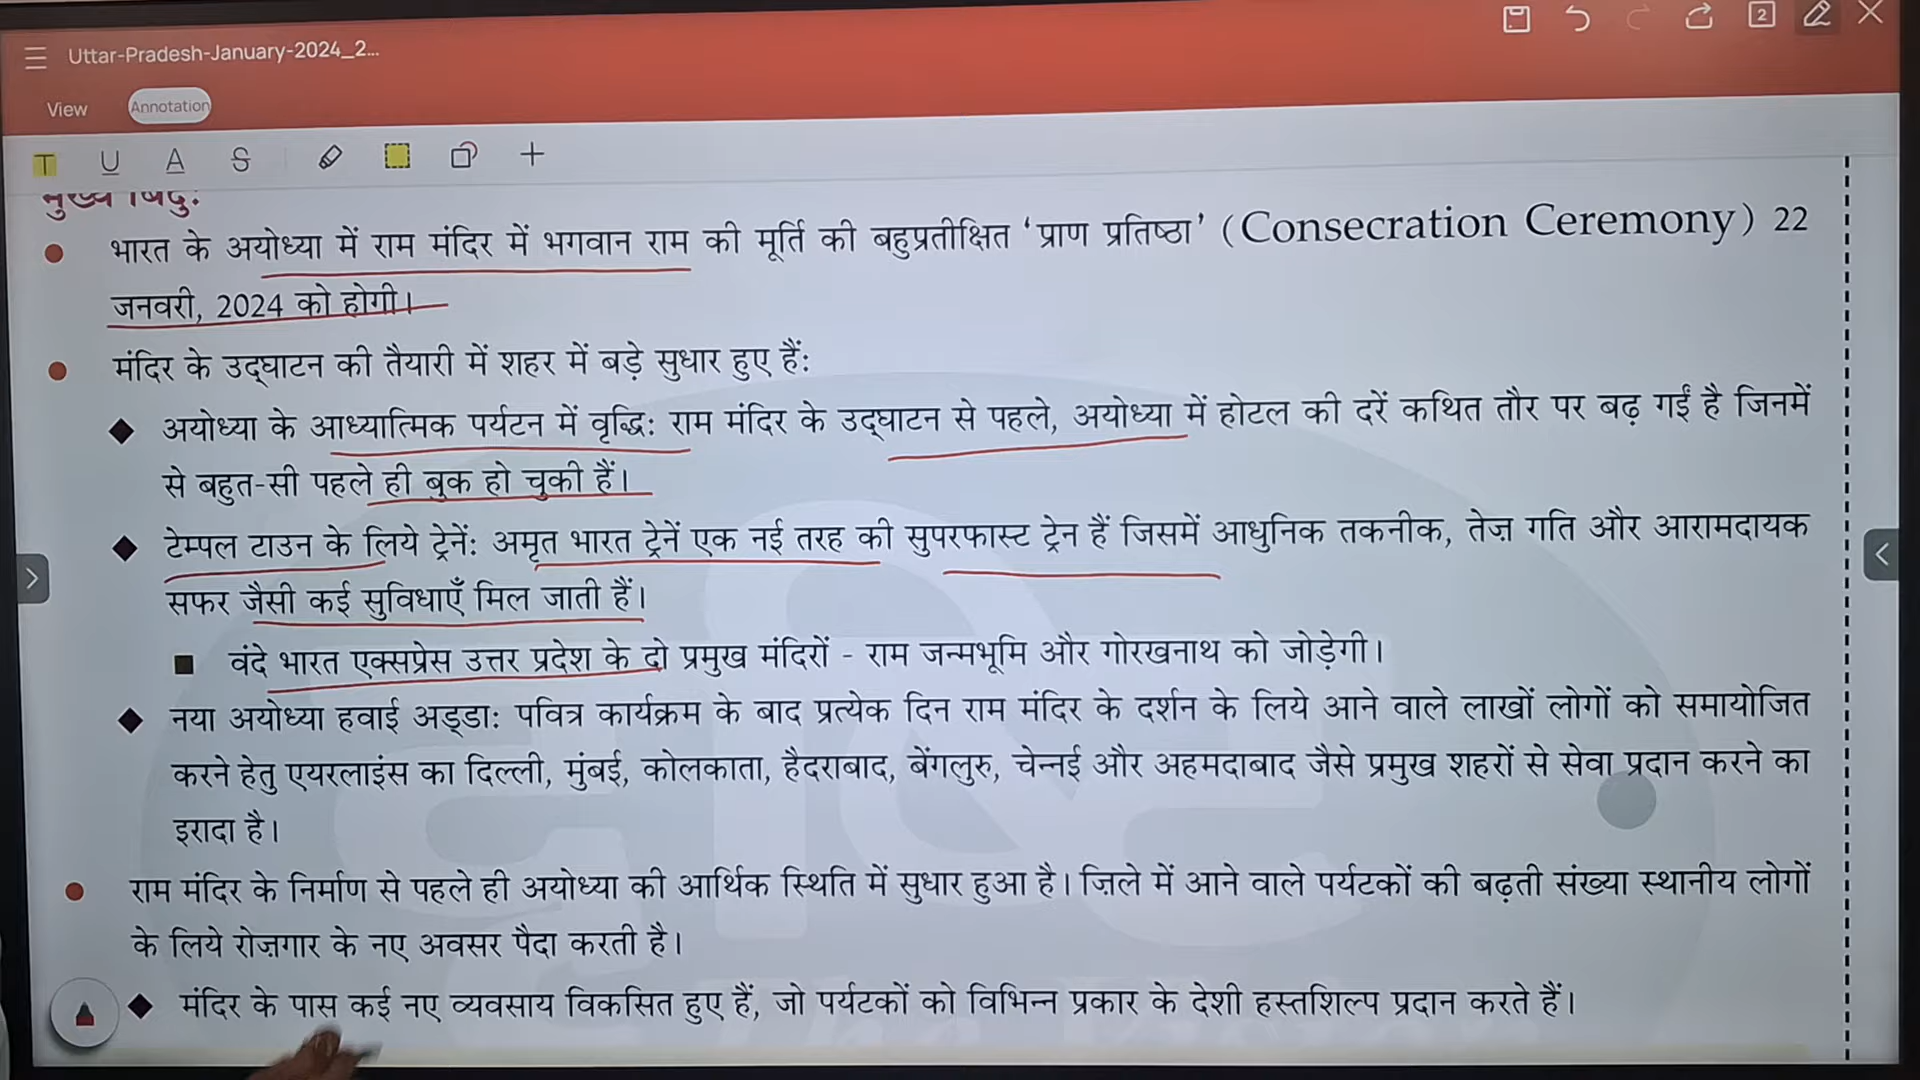 Uttar-Pradesh-January-2024_2...
2
View
Annotation
T U A S
मुख्य बिंदु:
भारत के अयोध्या में राम मंदिर में भगवान राम की मूर्ति की बहुप्रतीक्षित ‘प्राण प्रतिष्ठा’ (Consecration Ceremony) 22
जनवरी, 2024 को होगी।
मंदिर के उद्घाटन की तैयारी में शहर में बड़े सुधार हुए हैं:
अयोध्या के आध्यात्मिक पर्यटन में वृद्धि: राम मंदिर के उद्घाटन से पहले, अयोध्या में होटल की दरें कथित तौर पर बढ़ गईं है जिनमें
से बहुत-सी पहले ही बुक हो चुकी हैं।
टेम्पल टाउन के लिये ट्रेनें: अमृत भारत ट्रेनें एक नई तरह की सुपरफास्ट ट्रेन हैं जिसमें आधुनिक तकनीक, तेज़ गति और आरामदायक
सफर जैसी कई सुविधाएँ मिल जाती हैं।
वंदे भारत एक्सप्रेस उत्तर प्रदेश के दो प्रमुख मंदिरों - राम जन्मभूमि और गोरखनाथ को जोड़ेगी।
नया अयोध्या हवाई अड्डा: पवित्र कार्यक्रम के बाद प्रत्येक दिन राम मंदिर के दर्शन के लिये आने वाले लाखों लोगों को समायोजित
करने हेतु एयरलाइंस का दिल्ली, मुंबई, कोलकाता, हैदराबाद, बेंगलुरु, चेन्नई और अहमदाबाद जैसे प्रमुख शहरों से सेवा प्रदान करने का
इरादा है।
राम मंदिर के निर्माण से पहले ही अयोध्या की आर्थिक स्थिति में सुधार हुआ है। ज़िले में आने वाले पर्यटकों की बढ़ती संख्या स्थानीय लोगों
के लिये रोज़गार के नए अवसर पैदा करती है।
मंदिर के पास कई नए व्यवसाय विकसित हुए हैं, जो पर्यटकों को विभिन्न प्रकार के देशी हस्तशिल्प प्रदान करते हैं।